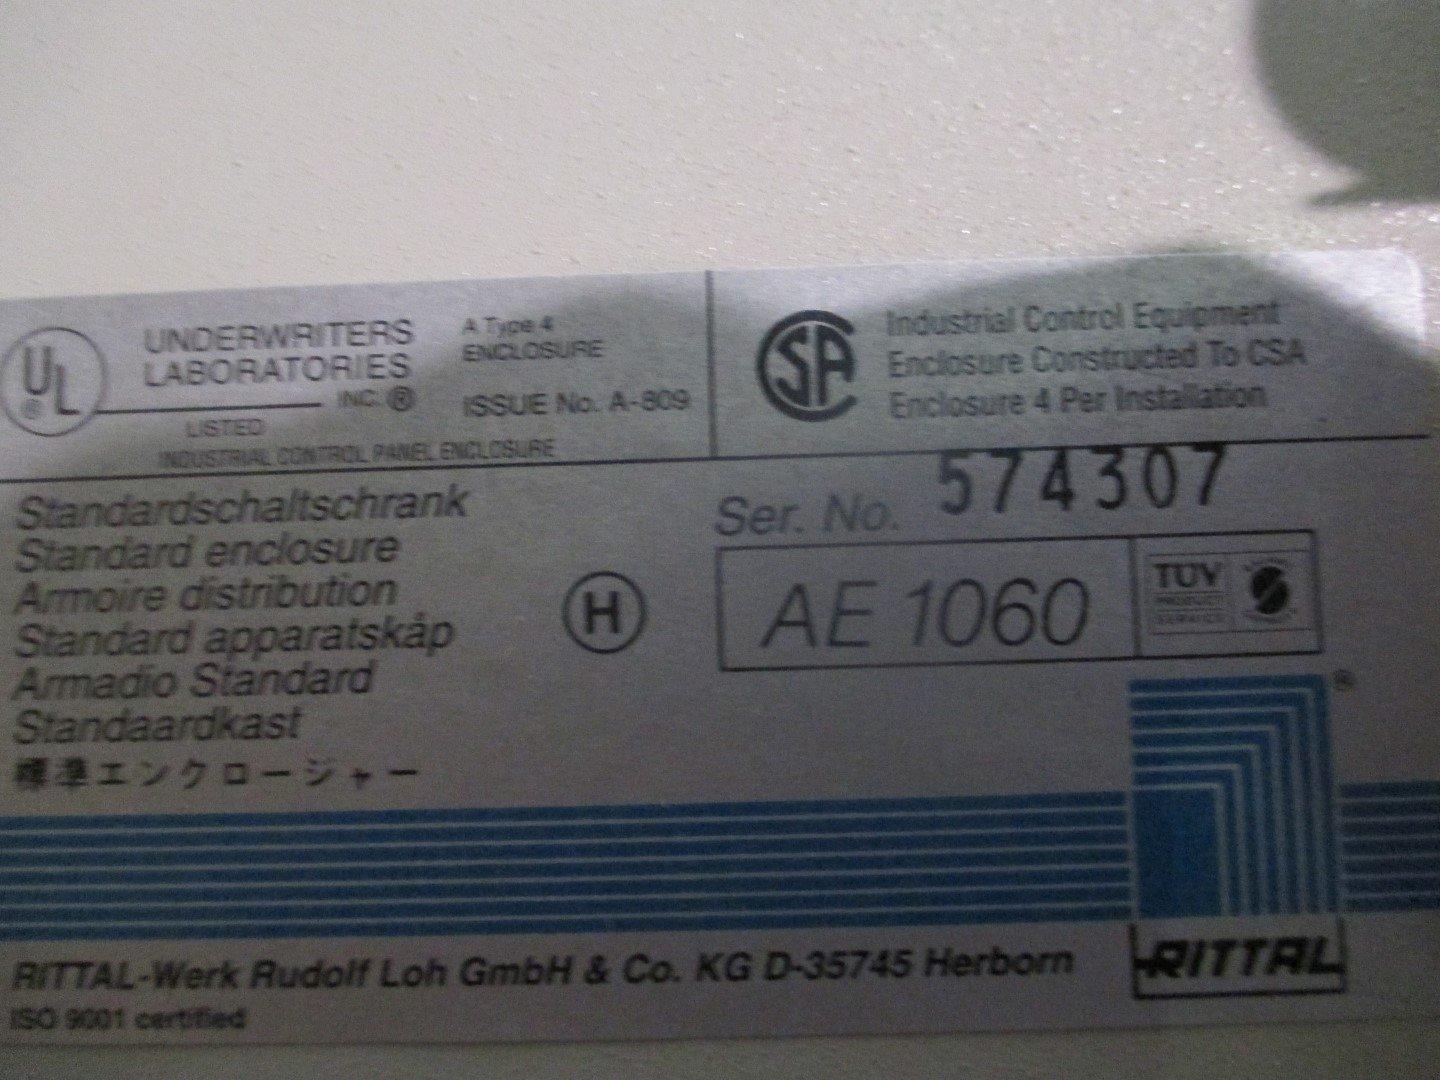 UL ®
UNDERWRITERS
LABORATORIES
INC.®
LISTED
INDUSTRIAL CONTROL PANEL ENCLOSURE
A Type 4
ENCLOSURE
ISSUE No. A-809
SA
Industrial Control Equipment
Enclosure Constructed To CSA
Enclosure 4 Per Installation
Standardschaltschrank
Standard enclosure
Armoire distribution
Standard apparatskåp
Armadio Standard
Standaardkast
標準エンクロージャー
H
Ser. No. 574307
AE 1060
TÜV
PRODUCT
SERVICE
®
RITTAL
RITTAL-Werk Rudolf Loh GmbH & Co. KG D-35745 Herborn
ISO 9001 certified